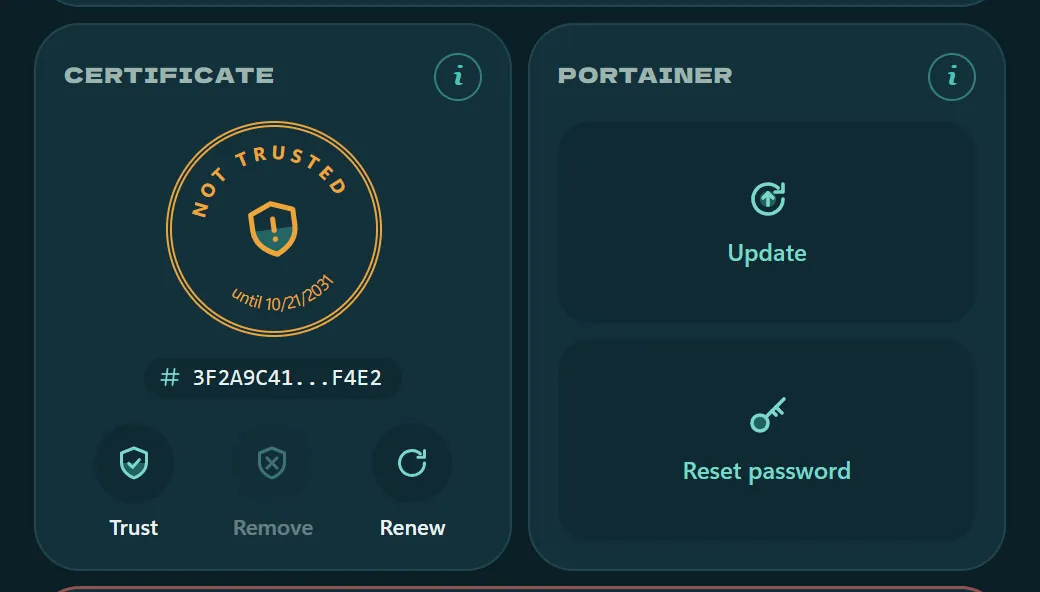 CERTIFICATE
i
NOT TRUSTED
until 10/21/2031
# 3F2A9C41...F4E2
Trust
Remove
Renew
PORTAINER
i
Update
Reset password